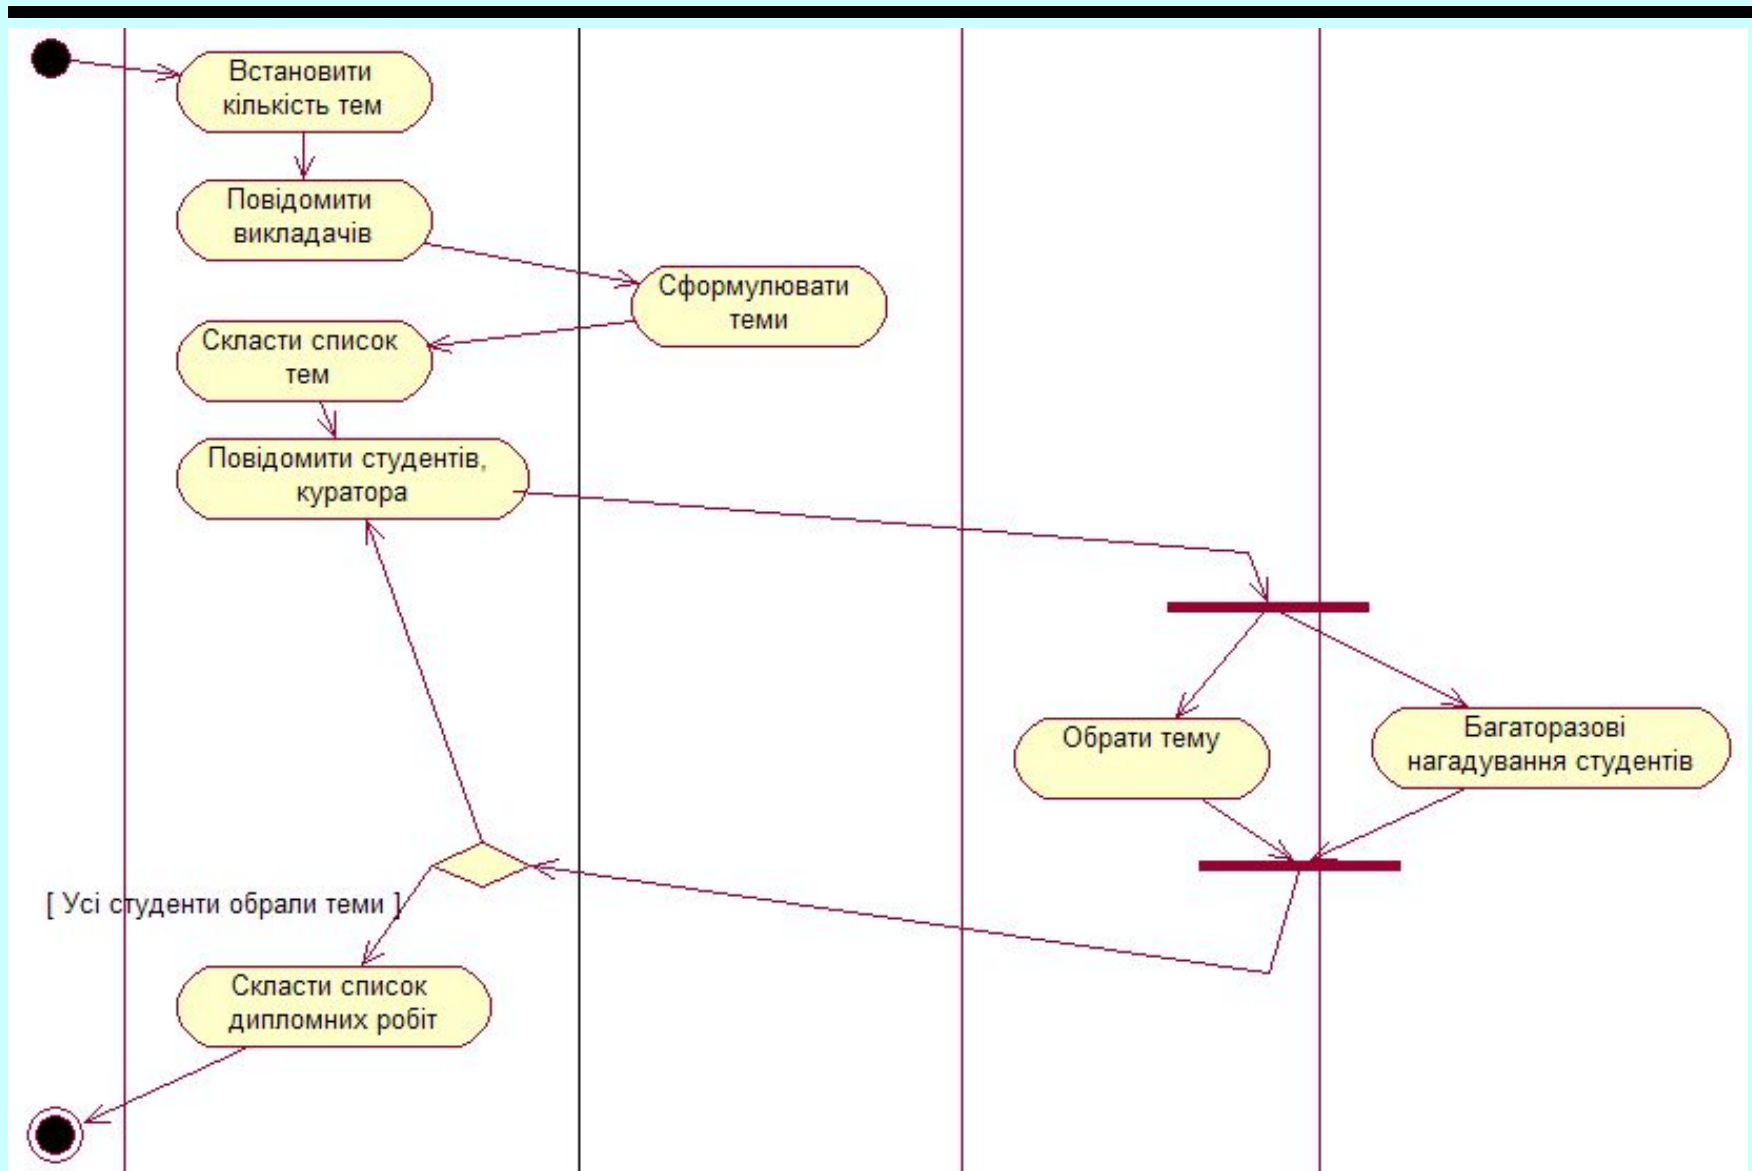 Встановити
кількість тем
Повідомити
викладачів
Сформулювати
теми
Скласти список
тем
Повідомити студентів,
куратора
Обрати тему
Багаторазові
нагадування студентів
[ Усі студенти обрали теми ]
Скласти список
дипломних робіт